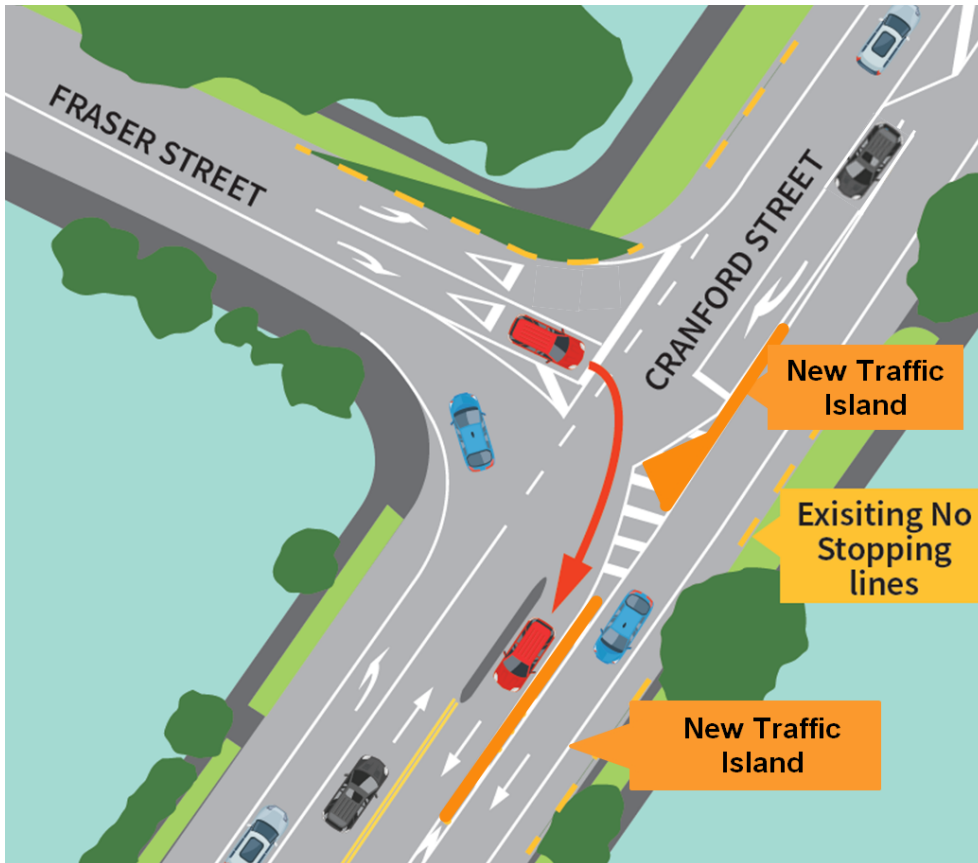 FRASER STREET
CRANFORD STREET
New Traffic
Island
Exisiting No
Stopping
lines
New Traffic
Island